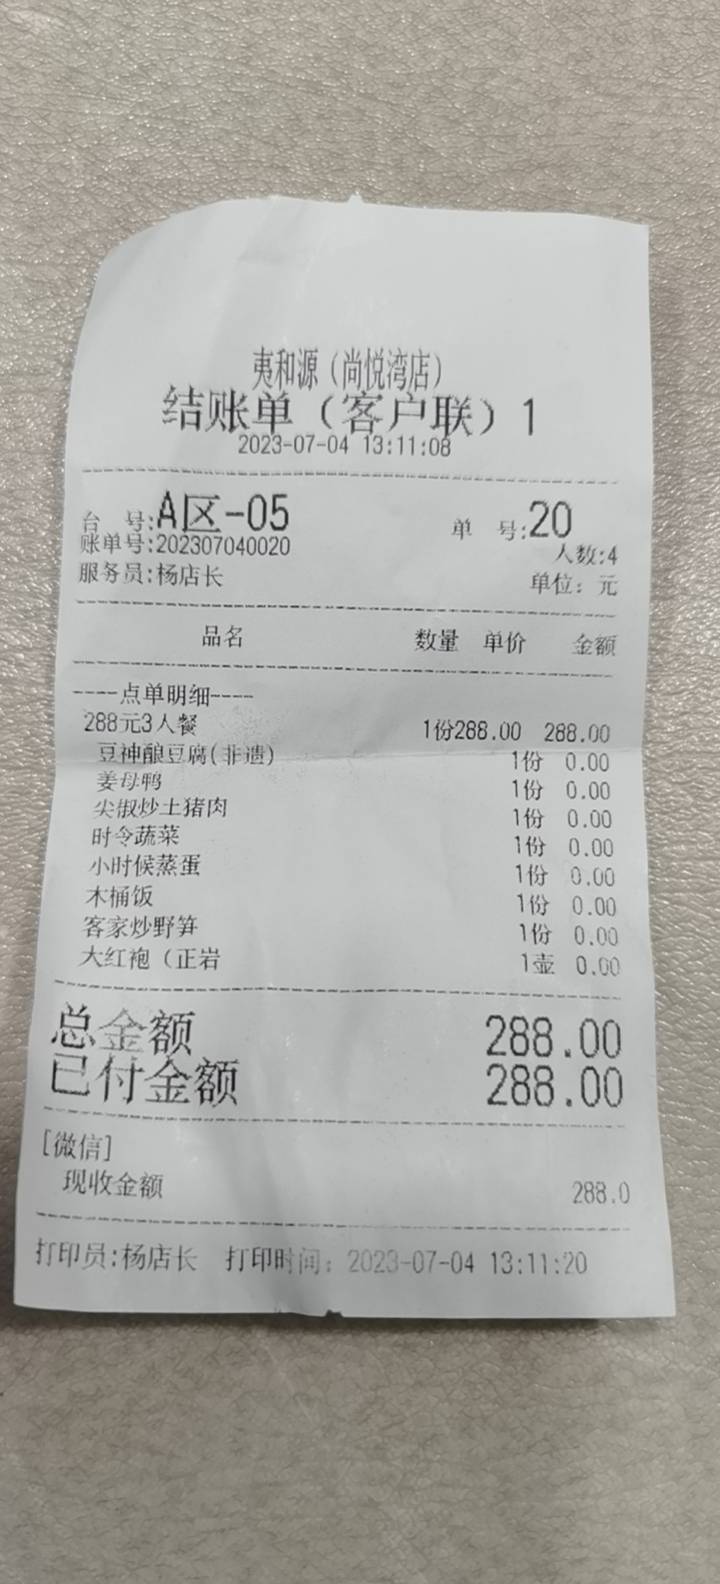 夷和源（尚悦湾店）
结账单（客户联）1
2023-07-04 13:11:08
台 号:A区-05 单 号:20
账单号:202307040020 人数:4
服务员:杨店长 单位：元
品名 数量 单价 金额
----点单明细----
288元3人餐 1份288.00 288.00
豆神酿豆腐(非遗) 1份 0.00
姜母鸭 1份 0.00
尖椒炒土猪肉 1份 0.00
时令蔬菜 1份 0.00
小时候蒸蛋 1份 0.00
木桶饭 1份 0.00
客家炒野笋 1份 0.00
大红袍（正岩 1壶 0.00
总金额 288.00
已付金额 288.00
[微信]
现收金额 288.0
打印员:杨店长 打印时间：2023-07-04 13:11:20